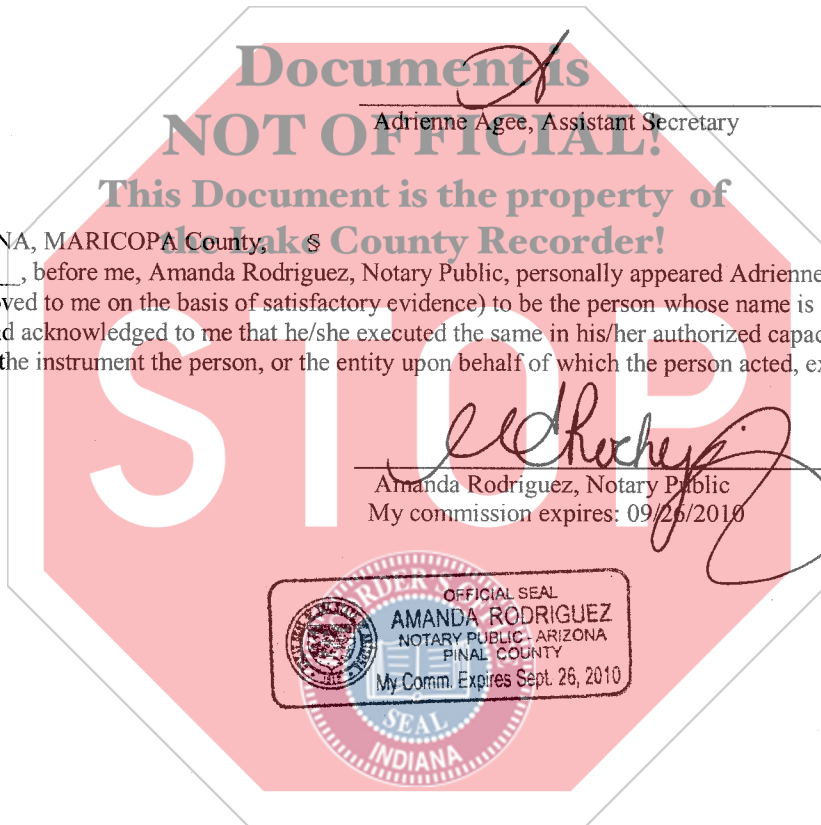 Document is
NOT OFFICIAL!
This Document is the property of
the Lake County Recorder!
STOP
Adrienne Agee, Assistant Secretary
NA, MARICOPA County, S
, before me, Amanda Rodriguez, Notary Public, personally appeared Adrienne
ved to me on the basis of satisfactory evidence) to be the person whose name is
d acknowledged to me that he/she executed the same in his/her authorized capac
the instrument the person, or the entity upon behalf of which the person acted, ex
Amanda Rodriguez, Notary Public
My commission expires: 09/26/2010
OFFICIAL SEAL
AMANDA RODRIGUEZ
NOTARY PUBLIC - ARIZONA
PINAL COUNTY
My Comm. Expires Sept. 26, 2010
SEAL
INDIANA